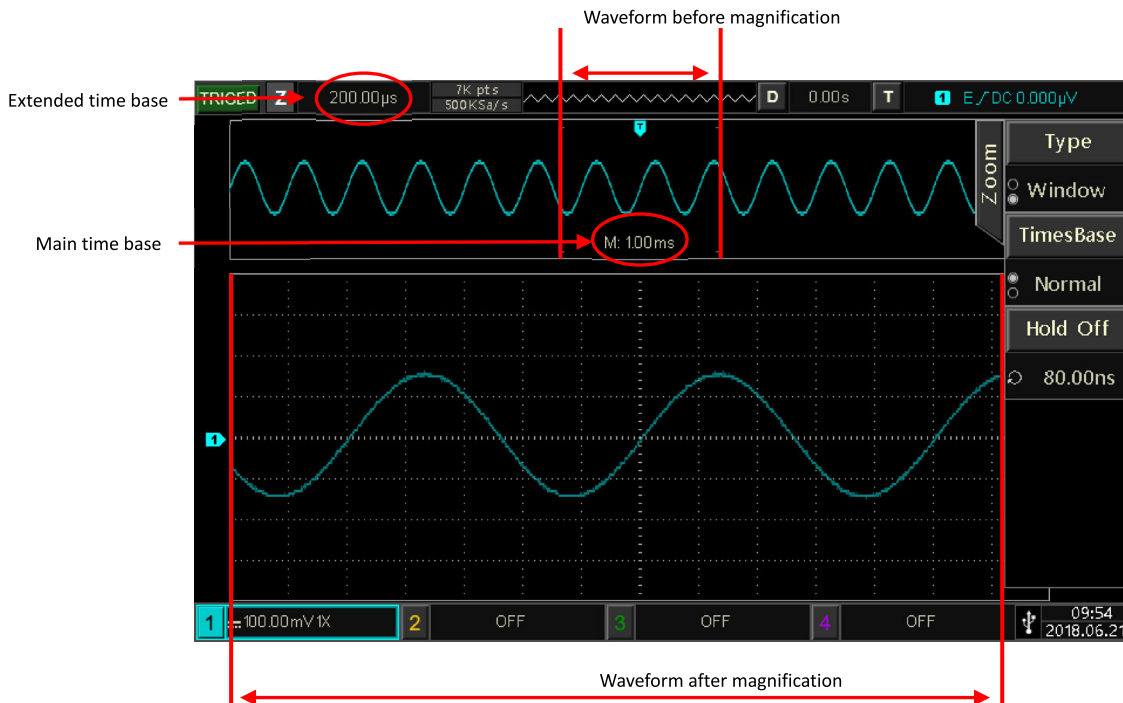 Waveform before magnification
Extended time base
TRIGED Z 200.00μs 7K pts D 0.00s T 1 E DC 0.000μV
500KSa/s
T
Zoom
Type
Window
Main time base
M: 1.00ms
TimesBase
Normal
Hold Off
80.00ns
1
1 100.00mV 1X 2 OFF 3 OFF 4 OFF 09:54
2018.06.21
Waveform after magnification